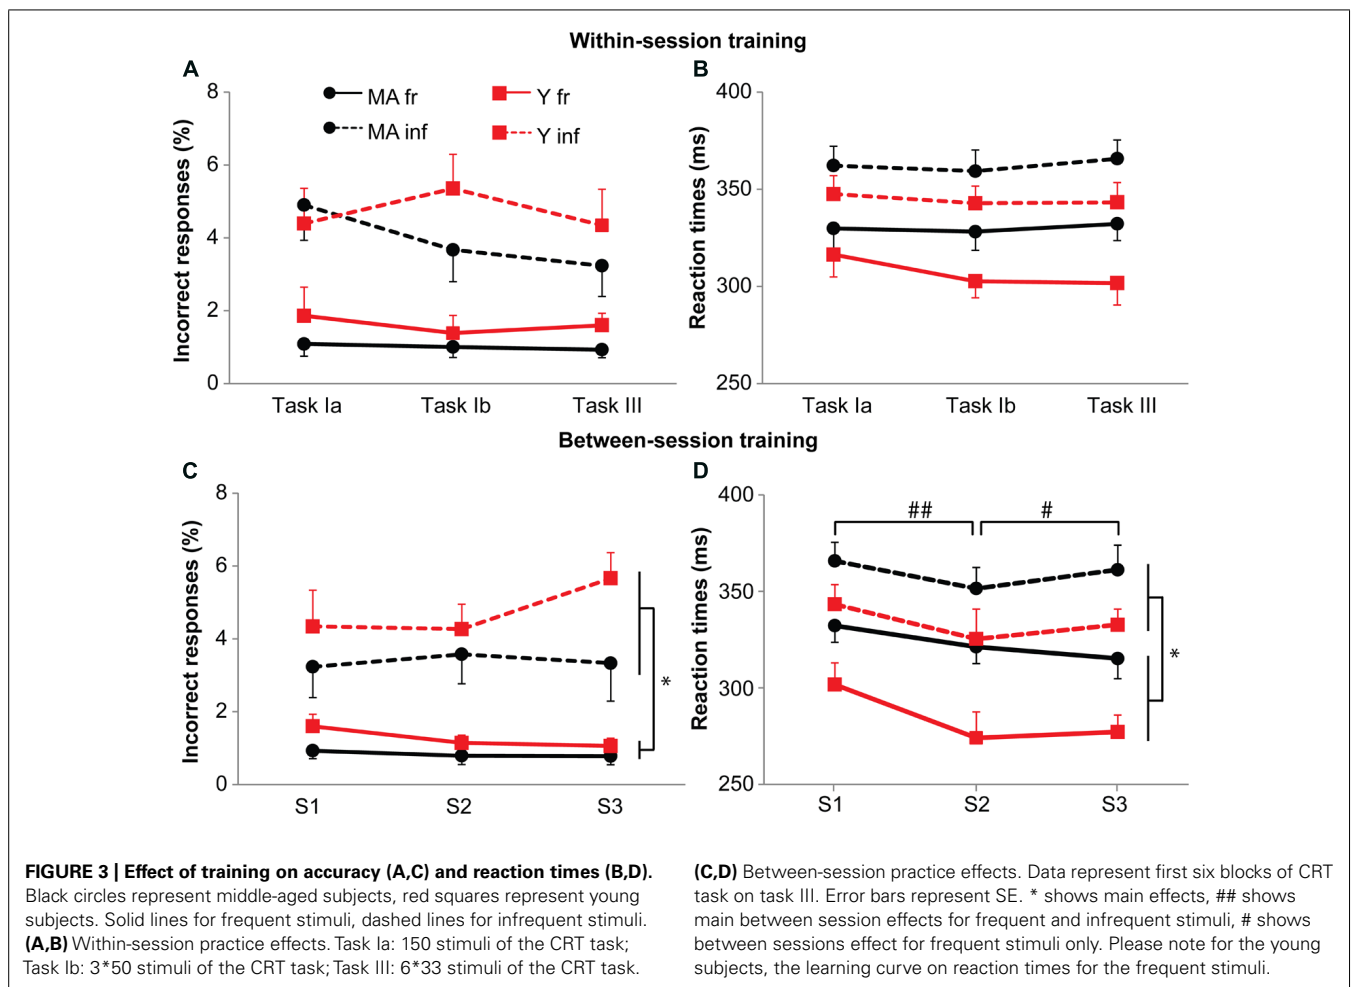 Within-session training
A
B
8
6
4
2
0
Incorrect responses (%)
MA fr
Y fr
MA inf
Y inf
Task Ia
Task Ib
Task III
400
350
300
250
Reaction times (ms)
Task Ia
Task Ib
Task III
Between-session training
C
D
8
6
4
2
0
Incorrect responses (%)
*
S1
S2
S3
400
350
300
250
Reaction times (ms)
##
#
*
S1
S2
S3
FIGURE 3 | Effect of training on accuracy (A,C) and reaction times (B,D).
Black circles represent middle-aged subjects, red squares represent young
subjects. Solid lines for frequent stimuli, dashed lines for infrequent stimuli.
(A,B) Within-session practice effects. Task Ia: 150 stimuli of the CRT task;
Task Ib: 3*50 stimuli of the CRT task; Task III: 6*33 stimuli of the CRT task.
(C,D) Between-session practice effects. Data represent first six blocks of CRT
task on task III. Error bars represent SE. * shows main effects, ## shows
main between session effects for frequent and infrequent stimuli, # shows
between sessions effect for frequent stimuli only. Please note for the young
subjects, the learning curve on reaction times for the frequent stimuli.